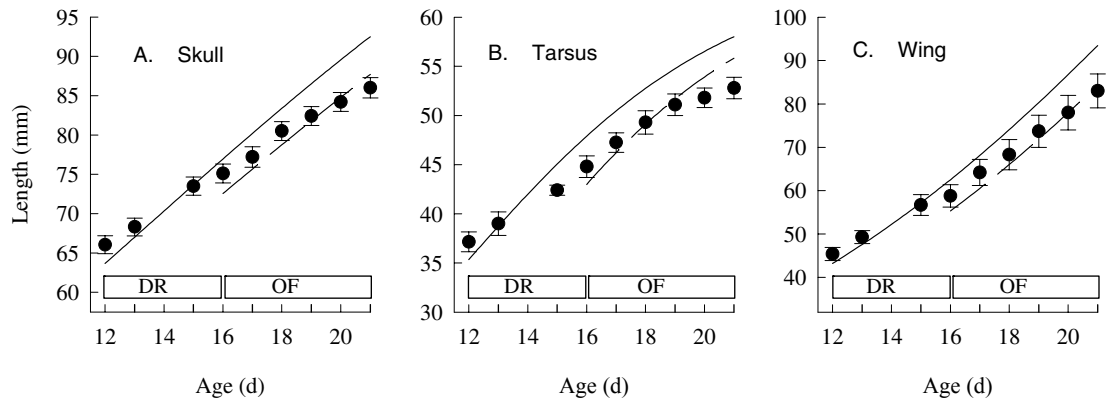 A. Skull
Length (mm)
95
90
85
80
75
70
65
60
DR OF
12 14 16 18 20
Age (d)
B. Tarsus
60
55
50
45
40
35
30
DR OF
12 14 16 18 20
Age (d)
C. Wing
100
90
80
70
60
50
40
DR OF
12 14 16 18 20
Age (d)